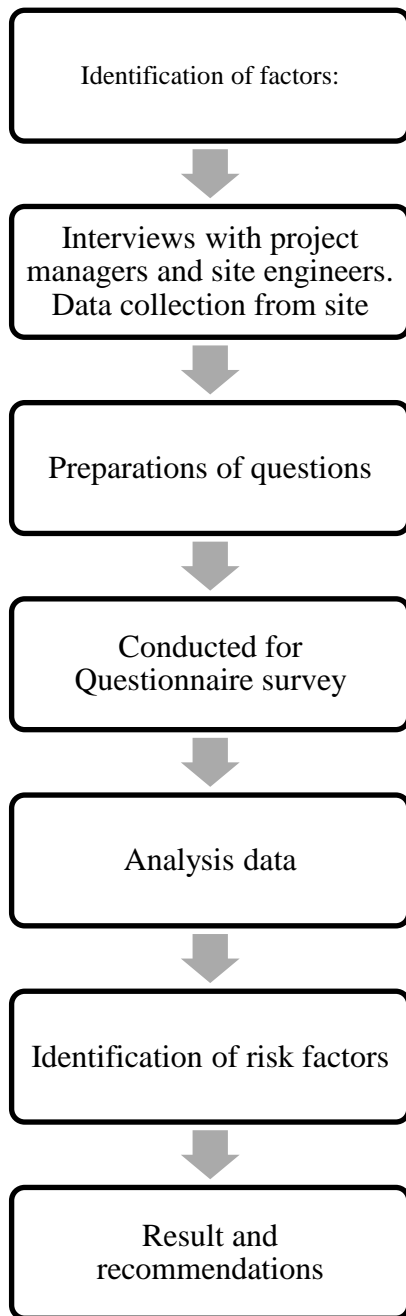 Identification of factors:
Interviews with project
managers and site engineers.
Data collection from site
Preparations of questions
Conducted for
Questionnaire survey
Analysis data
Identification of risk factors
Result and
recommendations